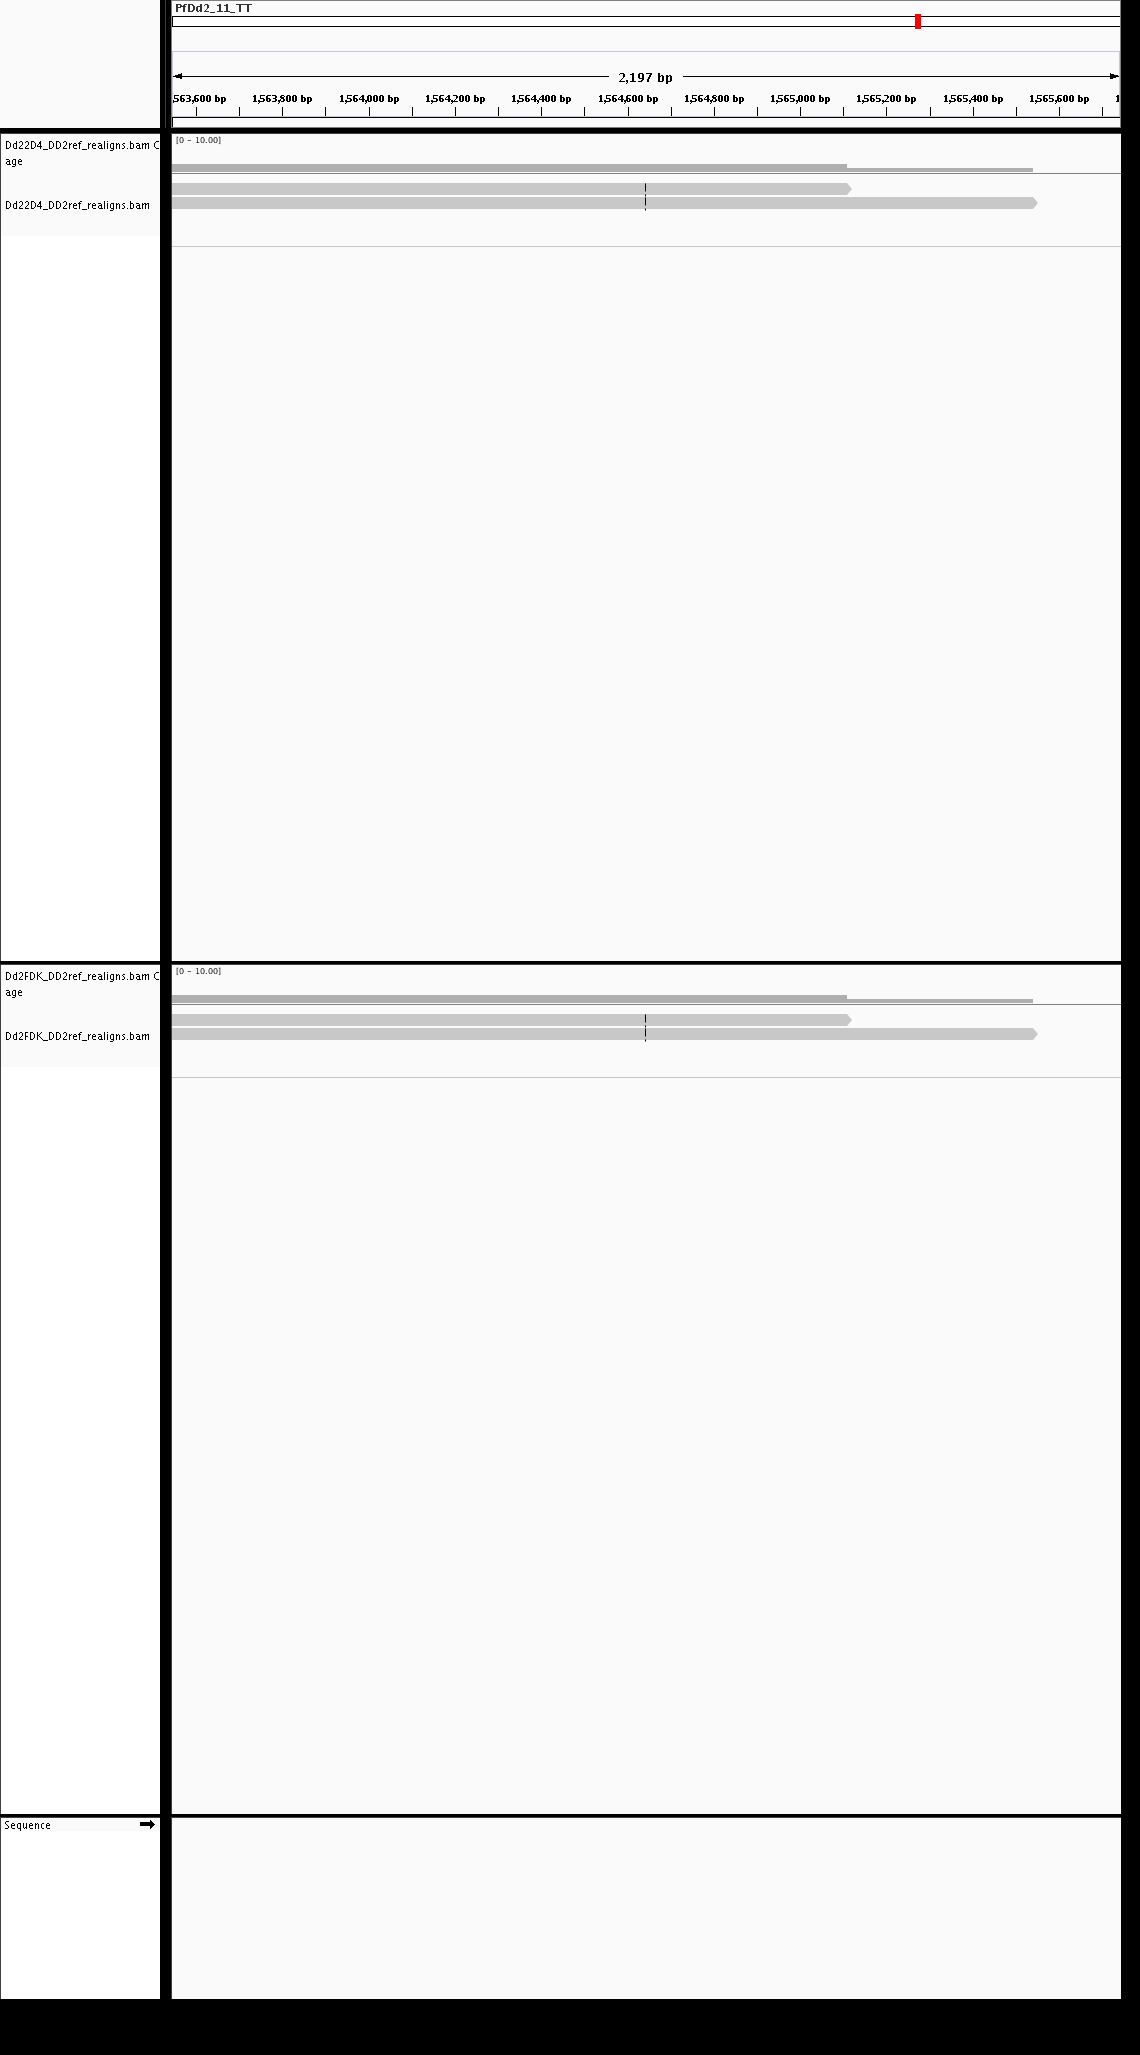 PfDd2_11_TT
2,197 bp
563,600 bp 1,563,800 bp 1,564,000 bp 1,564,200 bp 1,564,400 bp 1,564,600 bp 1,564,800 bp 1,565,000 bp 1,565,200 bp 1,565,400 bp 1,565,600 bp 1
Dd22D4_DD2ref_realigns.bam C
age
[0 - 10.00]
Dd22D4_DD2ref_realigns.bam
Dd2FDK_DD2ref_realigns.bam C
age
[0 - 10.00]
Dd2FDK_DD2ref_realigns.bam
Sequence